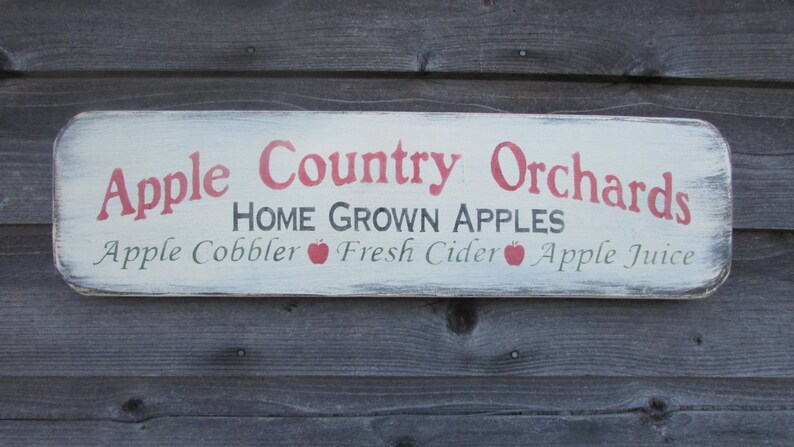 Apple Country Orchards
HOME GROWN APPLES
Apple Cobbler Fresh Cider Apple Juice